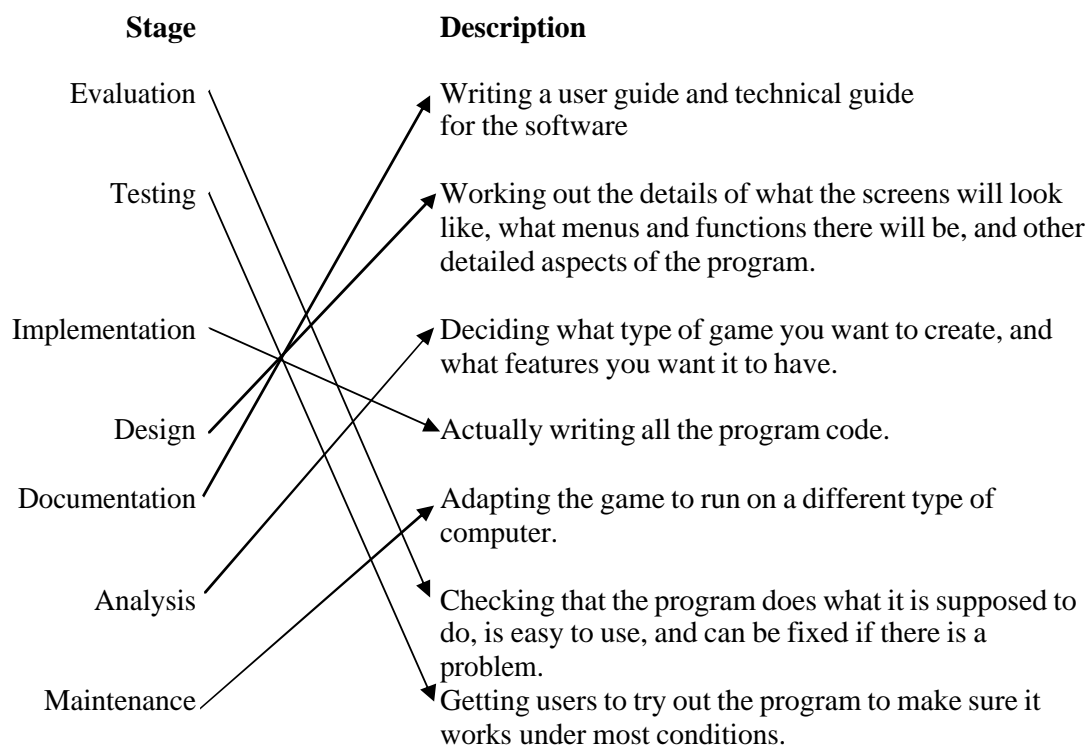 Stage Description
Evaluation Writing a user guide and technical guide
for the software
Testing Working out the details of what the screens will look
like, what menus and functions there will be, and other
detailed aspects of the program.
Implementation Deciding what type of game you want to create, and
what features you want it to have.
Design Actually writing all the program code.
Documentation Adapting the game to run on a different type of
computer.
Analysis Checking that the program does what it is supposed to
do, is easy to use, and can be fixed if there is a
problem.
Maintenance Getting users to try out the program to make sure it
works under most conditions.